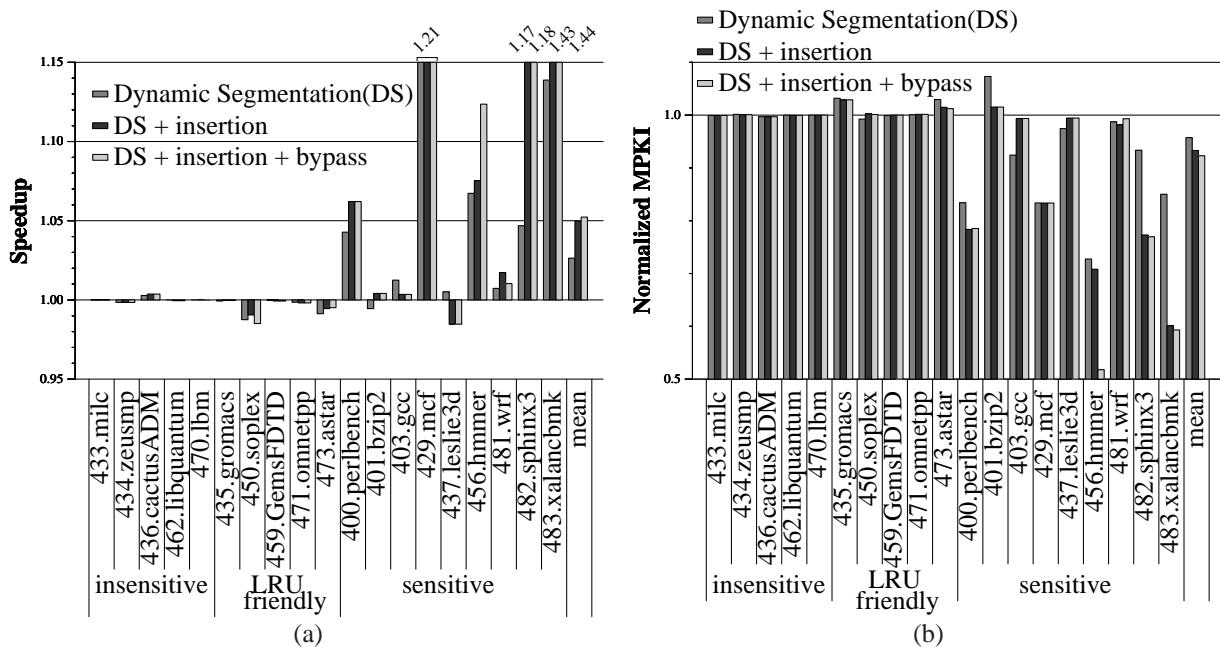 1.21
1.17
1.18
1.43
1.44
1.15
1.10
1.05
1.00
0.95
Speedup
Dynamic Segmentation(DS)
DS + insertion
DS + insertion + bypass
433.milc
434.zeusmp
436.cactusADM
462.libquantum
470.lbm
435.gromacs
450.soplex
459.GemsFDTD
471.omnetpp
473.astar
400.perlbench
401.bzip2
403.gcc
429.mcf
437.leslie3d
456.hmmer
481.wrf
482.sphinx3
483.xalancbmk
mean
insensitive
LRU
friendly
sensitive
(a)
Dynamic Segmentation(DS)
DS + insertion
DS + insertion + bypass
1.0
0.5
Normalized MPKI
433.milc
434.zeusmp
436.cactusADM
462.libquantum
470.lbm
435.gromacs
450.soplex
459.GemsFDTD
471.omnetpp
473.astar
400.perlbench
401.bzip2
403.gcc
429.mcf
437.leslie3d
456.hmmer
481.wrf
482.sphinx3
483.xalancbmk
mean
insensitive
LRU
friendly
sensitive
(b)